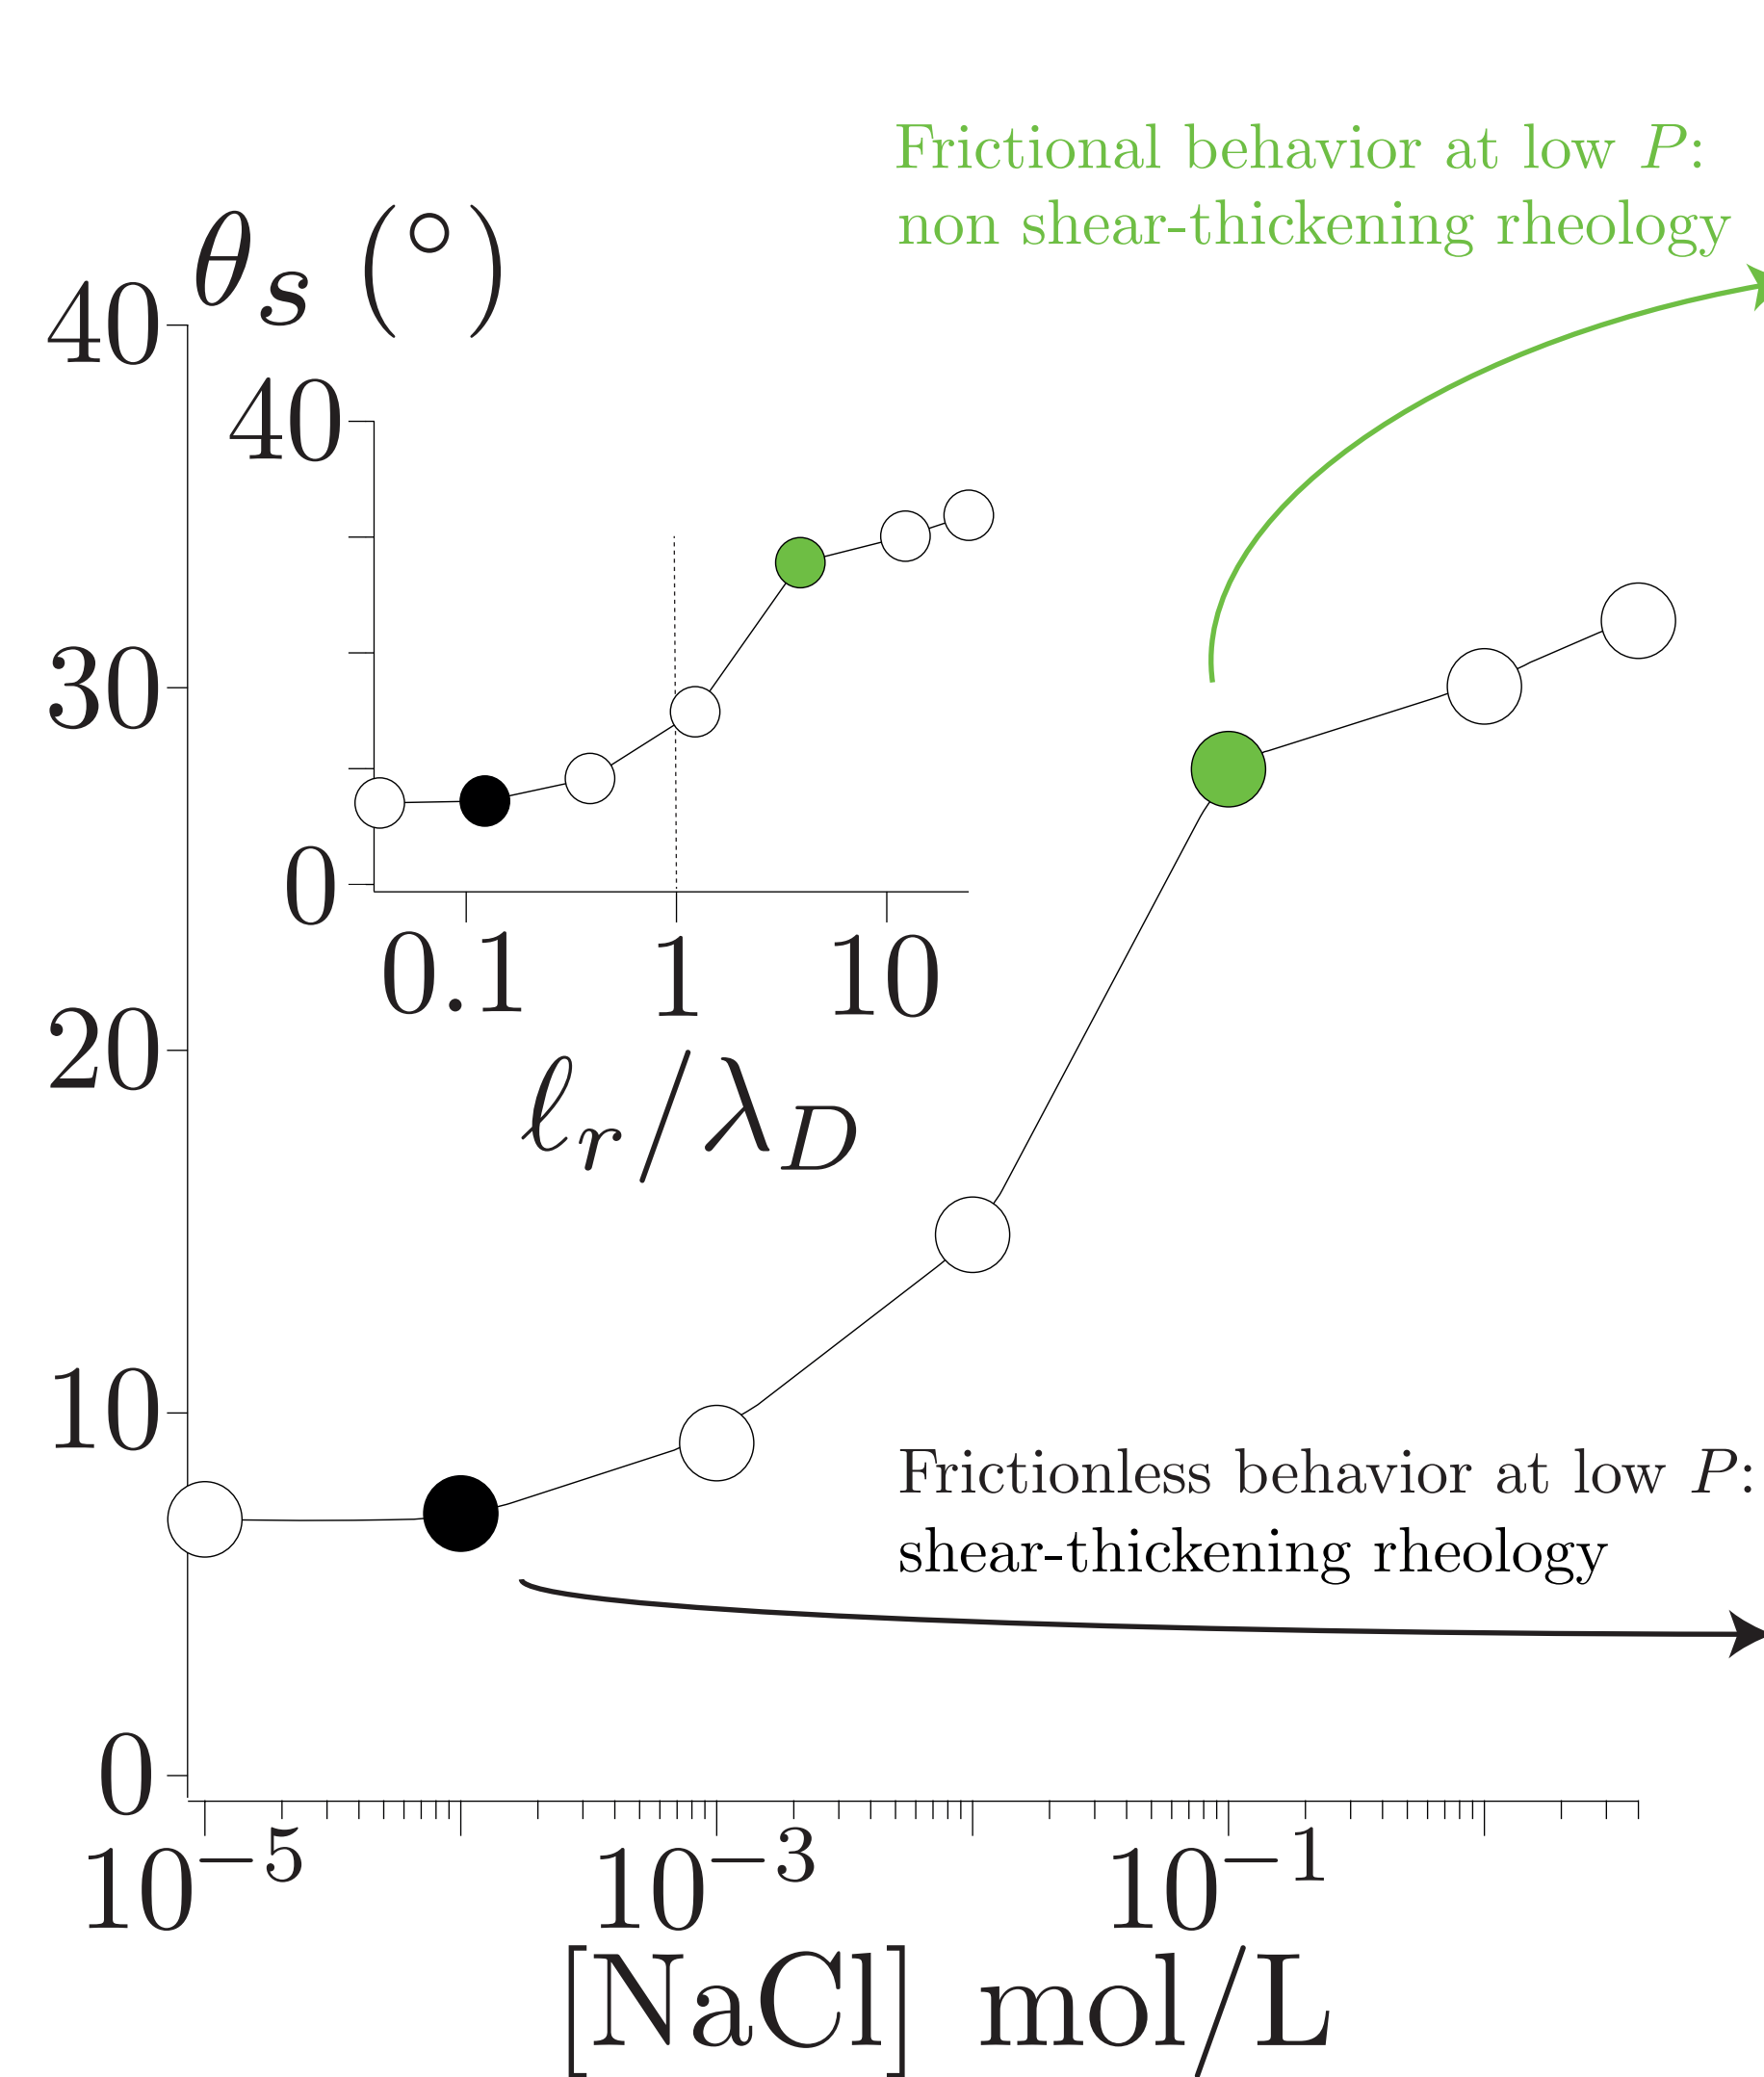 Frictional behavior at low P:
non shear-thickening rheology
θs (°)
40
40
30
0
0.1 1 10
20
ℓr/λD
10
Frictionless behavior at low P:
shear-thickening rheology
0
10−5 10−3 10−1
[NaCl] mol/L